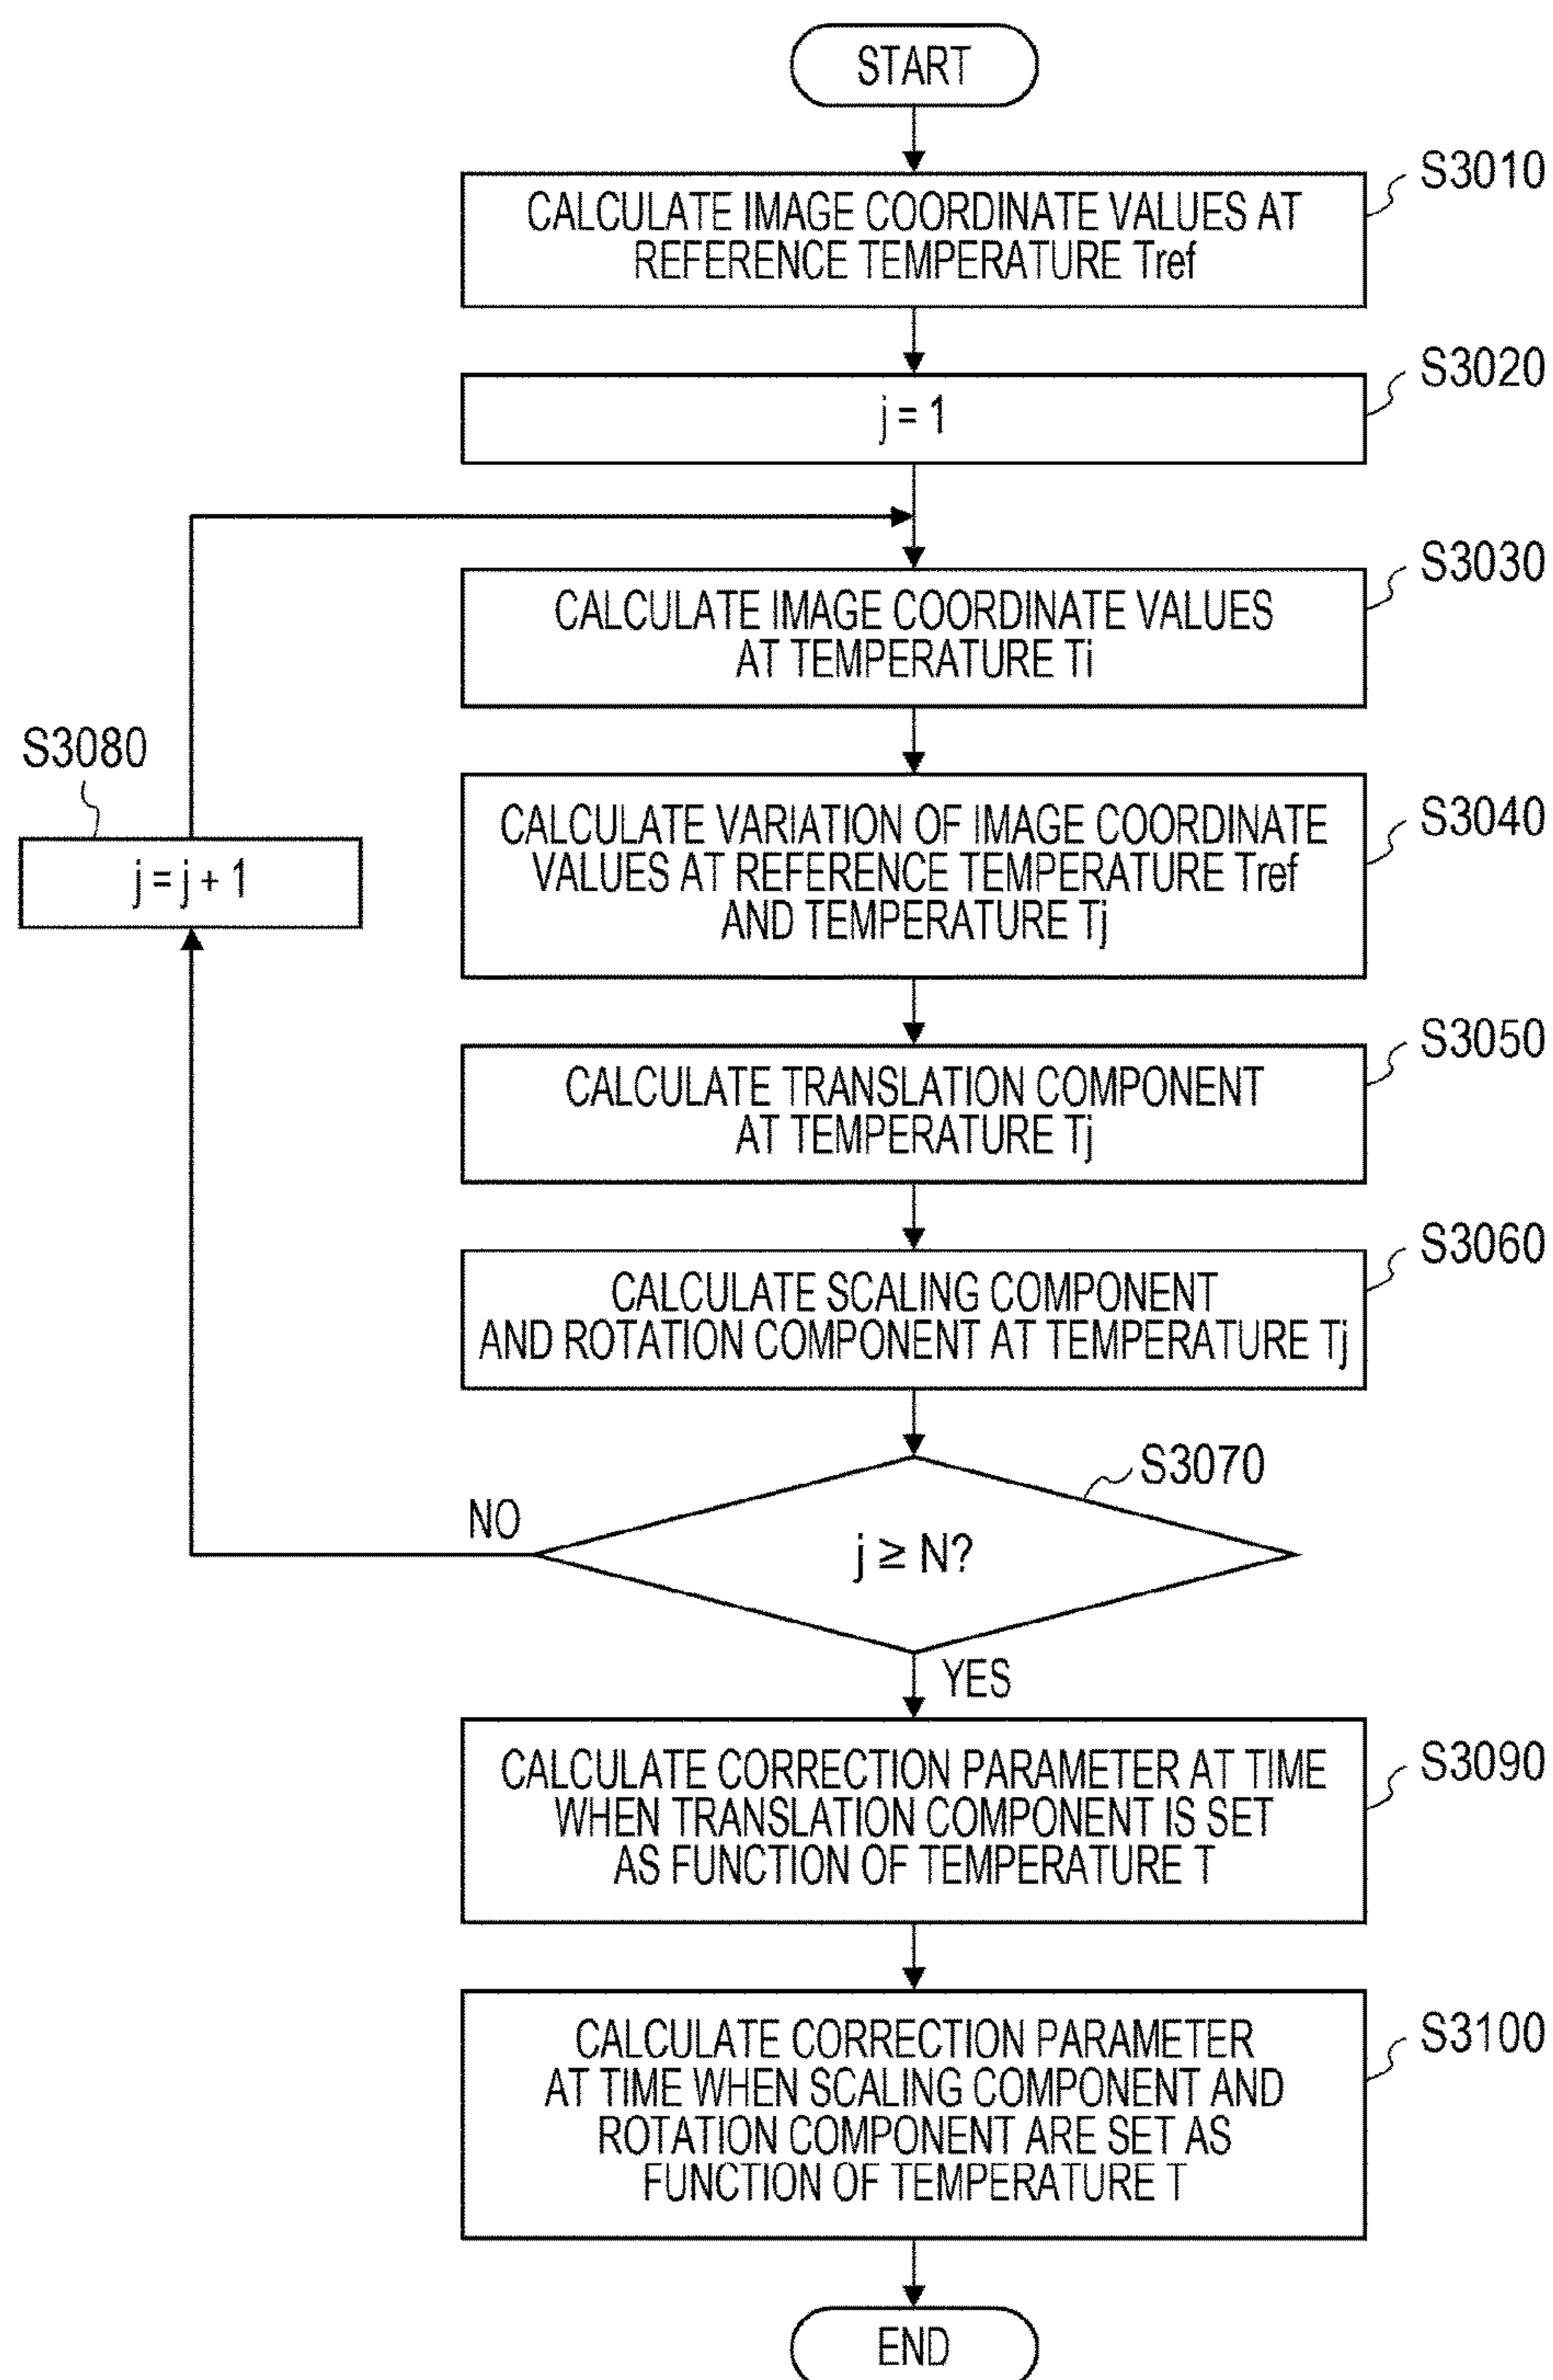 START
S3010
CALCULATE IMAGE COORDINATE VALUES AT
REFERENCE TEMPERATURE Tref
S3020
j = 1
S3030
CALCULATE IMAGE COORDINATE VALUES
AT TEMPERATURE Ti
S3080
j = j + 1
S3040
CALCULATE VARIATION OF IMAGE COORDINATE
VALUES AT REFERENCE TEMPERATURE Tref
AND TEMPERATURE Tj
S3050
CALCULATE TRANSLATION COMPONENT
AT TEMPERATURE Tj
S3060
CALCULATE SCALING COMPONENT
AND ROTATION COMPONENT AT TEMPERATURE Tj
S3070
NO
j ≥ N?
YES
S3090
CALCULATE CORRECTION PARAMETER AT TIME
WHEN TRANSLATION COMPONENT IS SET
AS FUNCTION OF TEMPERATURE T
S3100
CALCULATE CORRECTION PARAMETER
AT TIME WHEN SCALING COMPONENT AND
ROTATION COMPONENT ARE SET AS
FUNCTION OF TEMPERATURE T
END